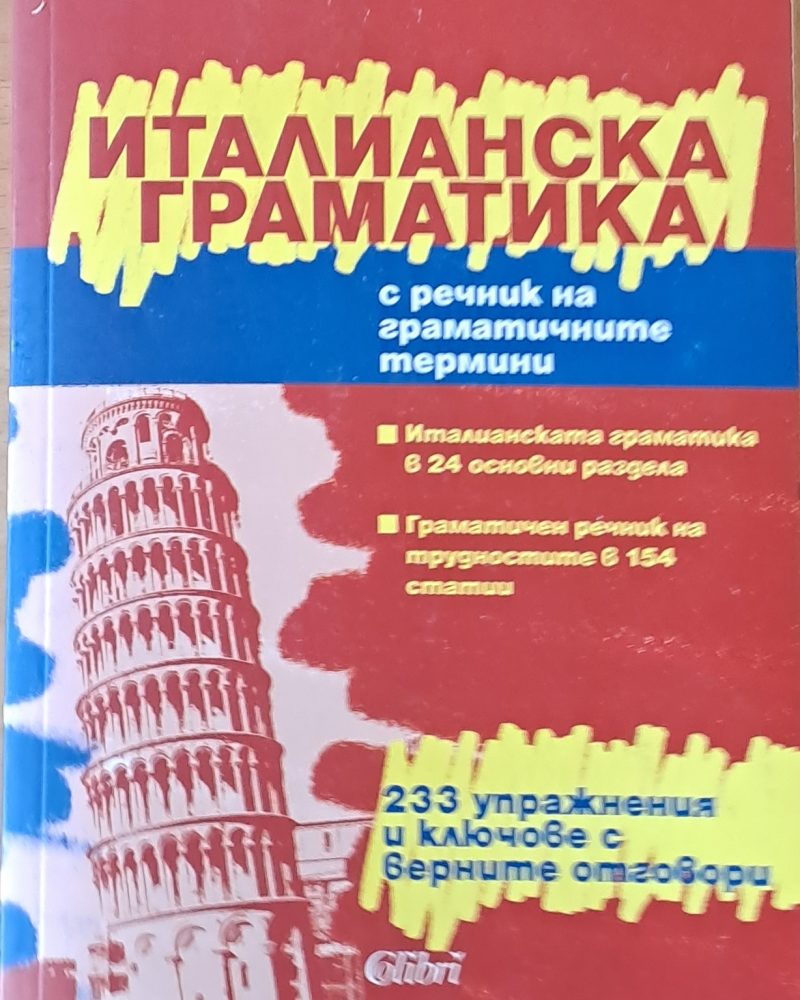 ИТАЛИАНСКА
ГРАМАТИКА
с речник на
граматичните
термини
Италианската граматика
в 24 основни раздела
Граматичен речник на
трудностите в 154
статии
233 упражнения
и ключове с
верните отговори
Colibri